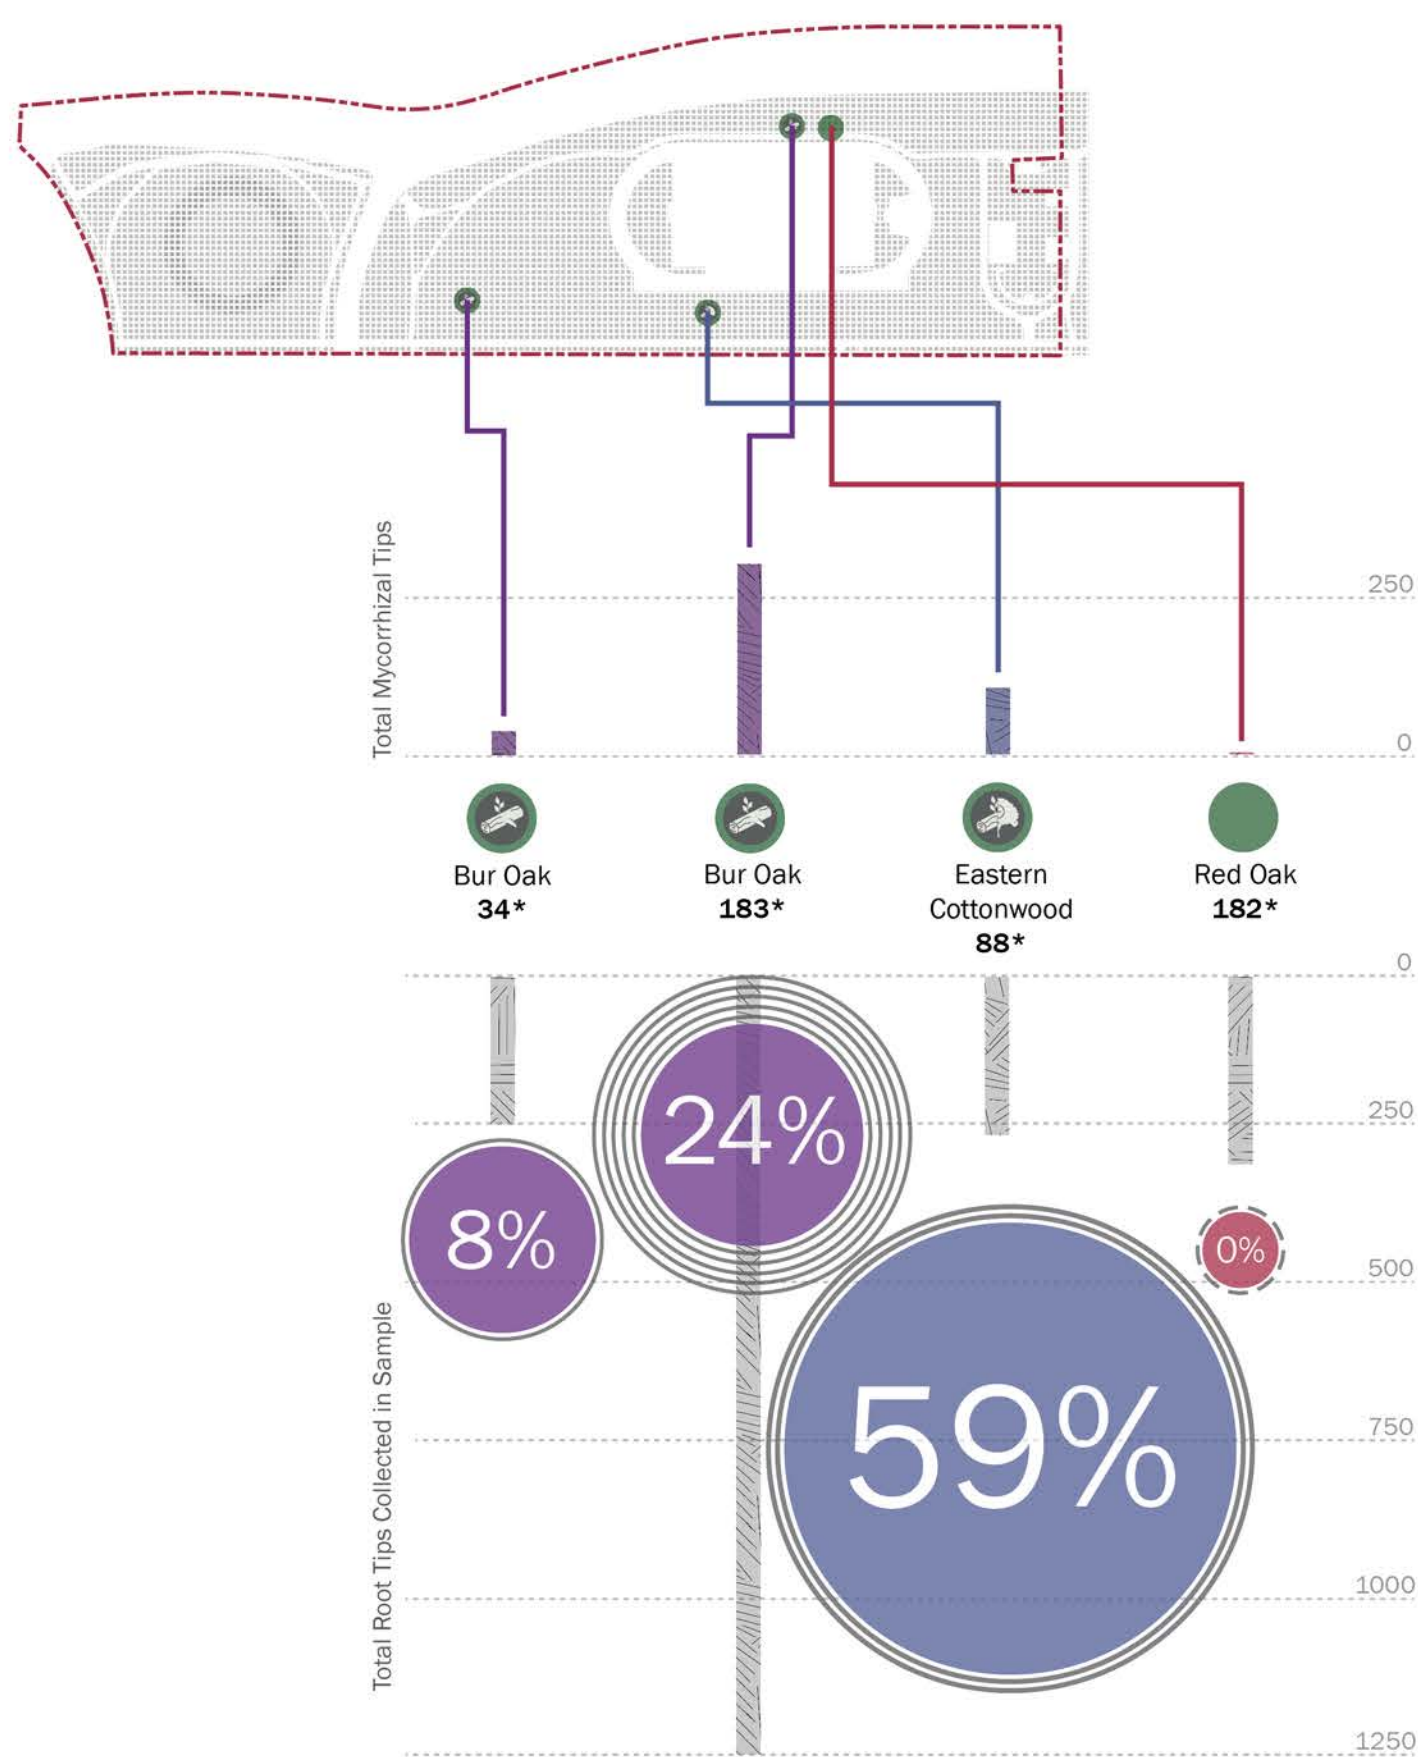 Total Mycorrhizal Tips
250
0
Bur Oak
34*
Bur Oak
183*
Eastern
Cottonwood
88*
Red Oak
182*
0
250
500
750
1000
1250
Total Root Tips Collected in Sample
8%
24%
59%
0%